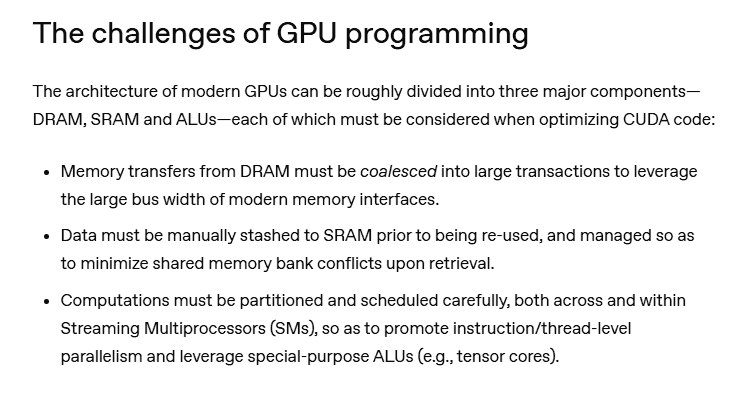 The challenges of GPU programming
The architecture of modern GPUs can be roughly divided into three major components—
DRAM, SRAM and ALUs—each of which must be considered when optimizing CUDA code:
• Memory transfers from DRAM must be coalesced into large transactions to leverage
the large bus width of modern memory interfaces.
• Data must be manually stashed to SRAM prior to being re-used, and managed so as
to minimize shared memory bank conflicts upon retrieval.
• Computations must be partitioned and scheduled carefully, both across and within
Streaming Multiprocessors (SMs), so as to promote instruction/thread-level
parallelism and leverage special-purpose ALUs (e.g., tensor cores).